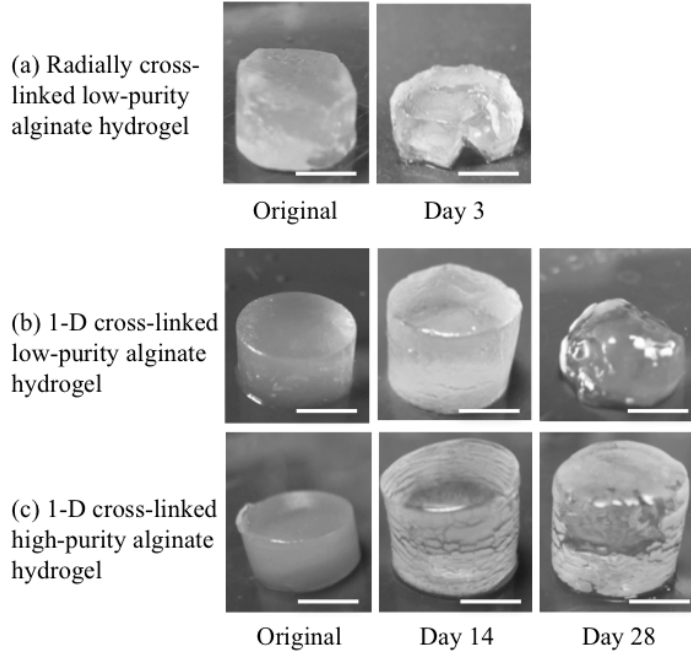 (a) Radially cross-
linked low-purity
alginate hydrogel
Original
Day 3
(b) 1-D cross-linked
low-purity alginate
hydrogel
(c) 1-D cross-linked
high-purity alginate
hydrogel
Original
Day 14
Day 28